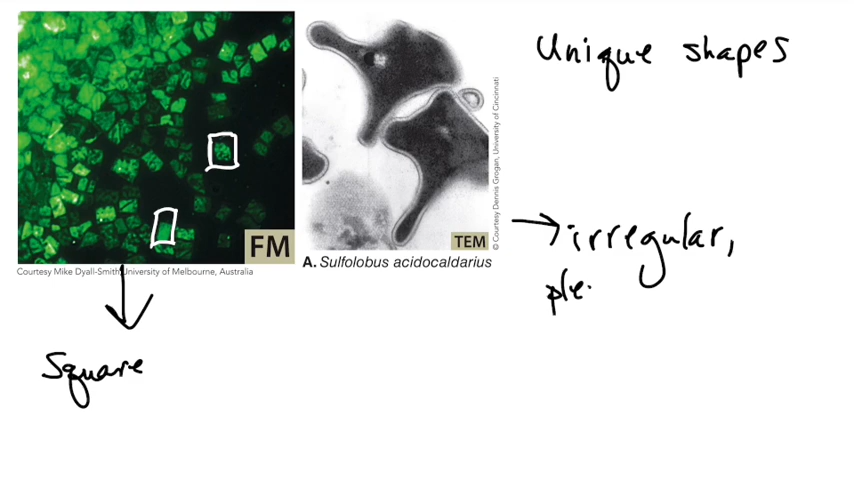 Unique shapes
FM
TEM
© Courtesy Dennis Grogan, University of Cincinnati
Courtesy Mike Dyall-Smith, University of Melbourne, Australia
A. Sulfolobus acidocaldarius
irregular,
ple.
Square